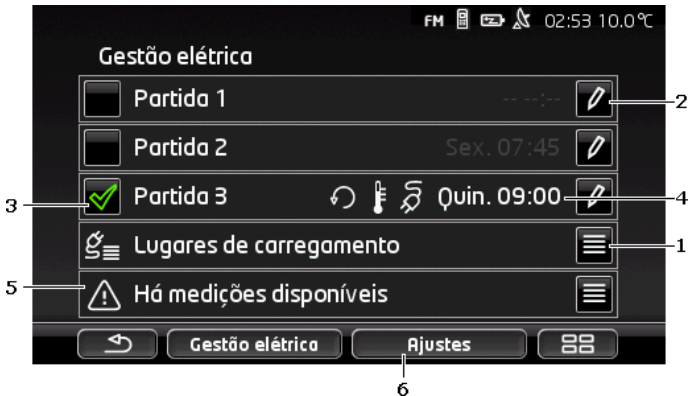 FM 02:53 10.0°C
Gestão elétrica
Partida 1 -- --:-- 2
Partida 2 Sex. 07:45
3 Partida 3 Quin. 09:00 4
Lugares de carregamento 1
5 Há medições disponíveis
Gestão elétrica Ajustes
6